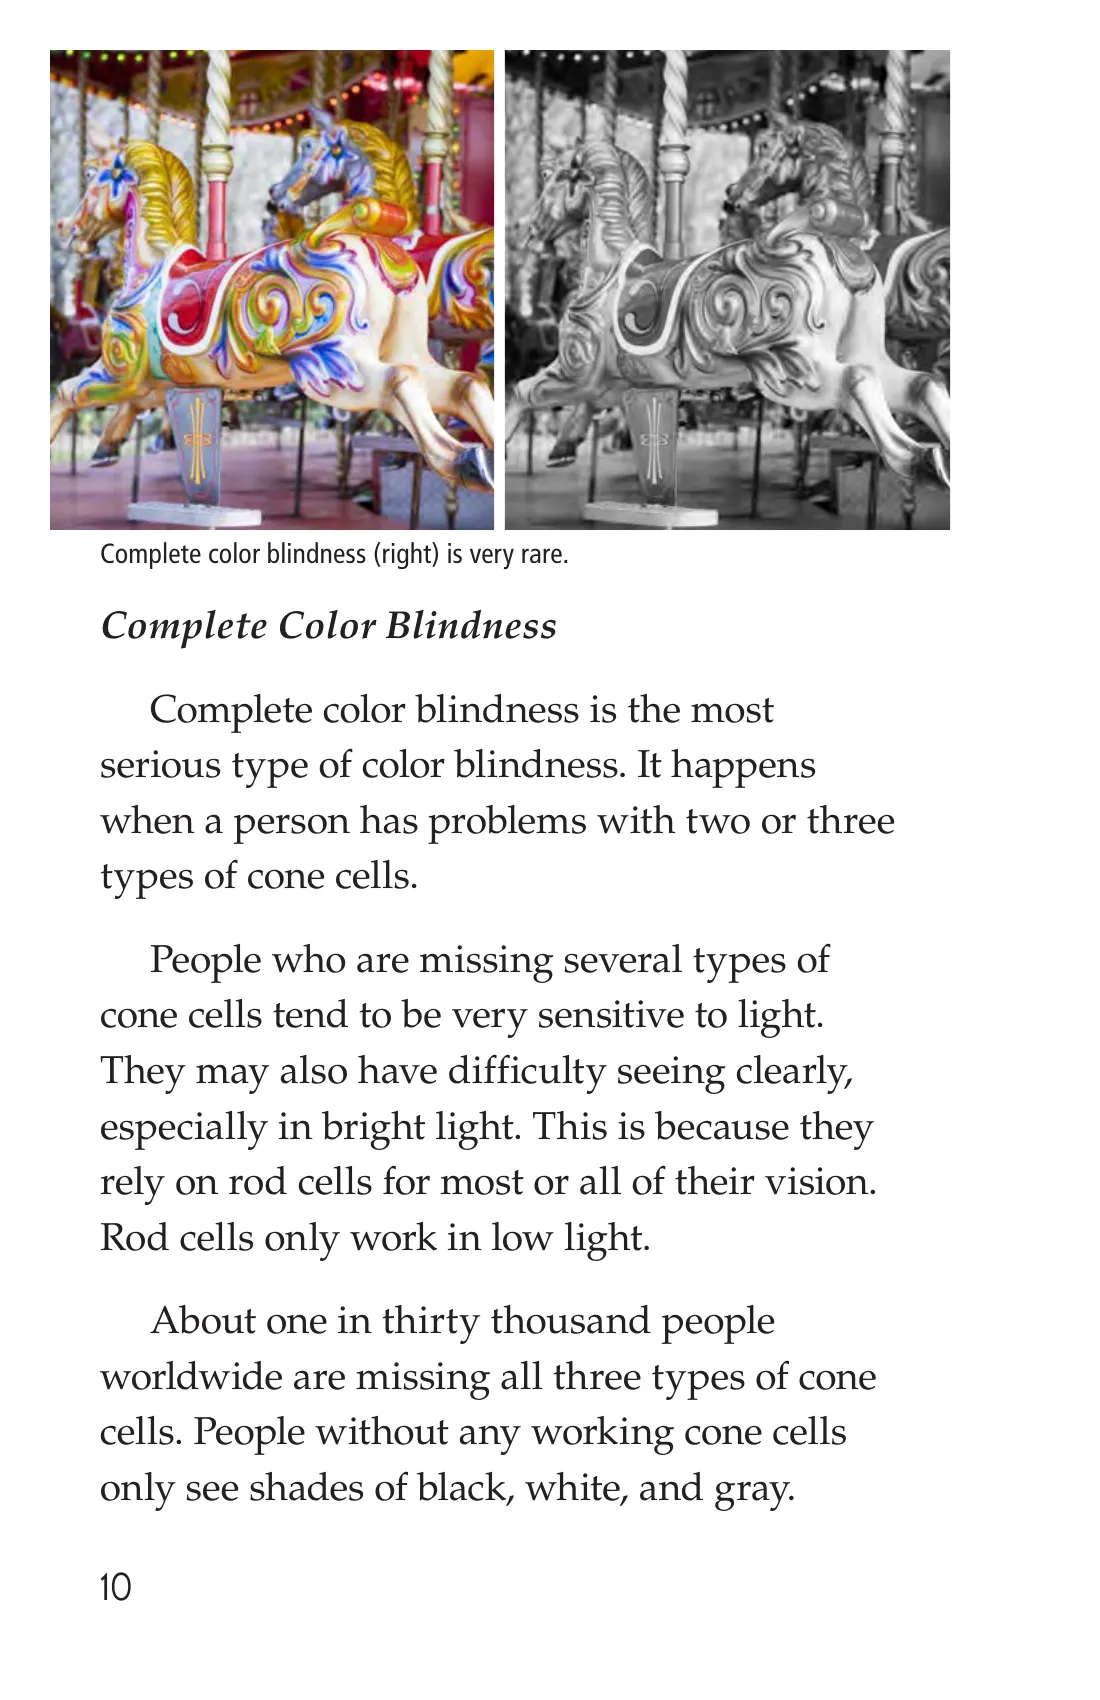 Complete color blindness (right) is very rare.
Complete Color Blindness
Complete color blindness is the most
serious type of color blindness. It happens
when a person has problems with two or three
types of cone cells.
People who are missing several types of
cone cells tend to be very sensitive to light.
They may also have difficulty seeing clearly,
especially in bright light. This is because they
rely on rod cells for most or all of their vision.
Rod cells only work in low light.
About one in thirty thousand people
worldwide are missing all three types of cone
cells. People without any working cone cells
only see shades of black, white, and gray.
10